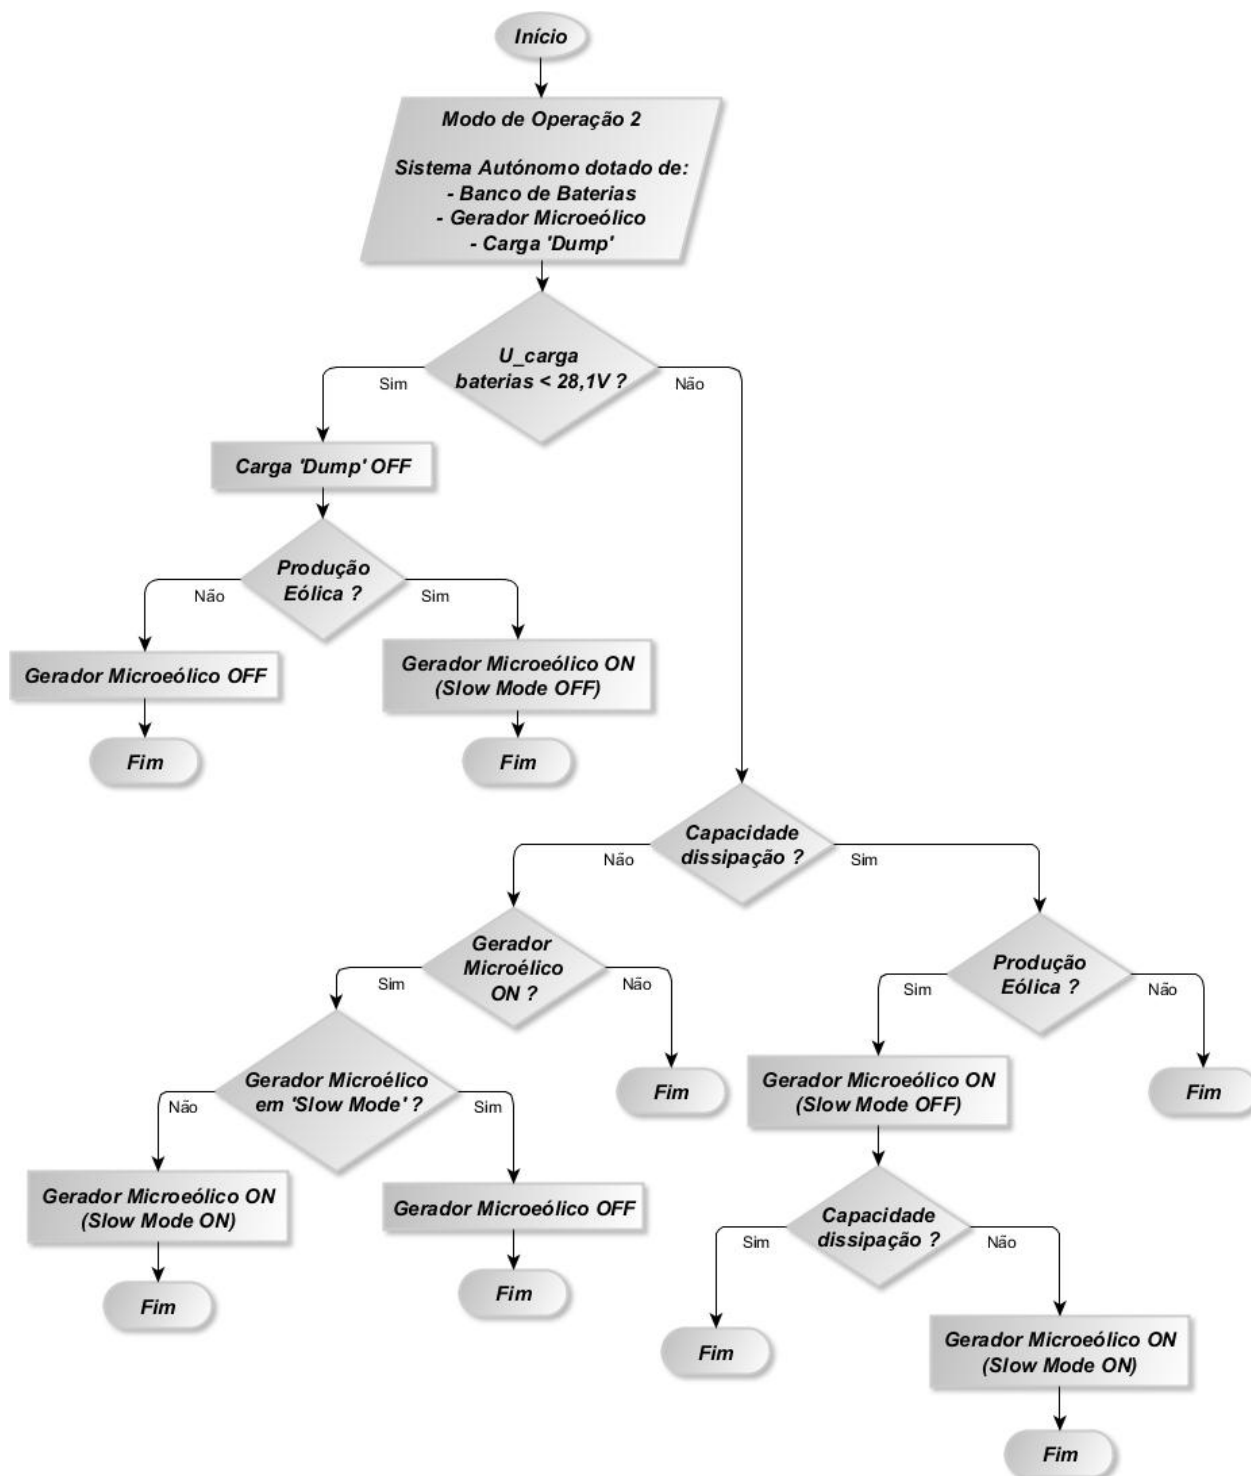 Início
Modo de Operação 2
Sistema Autónomo dotado de:
- Banco de Baterias
- Gerador Microeólico
- Carga 'Dump'
U_carga
baterias < 28,1V ?
Sim
Não
Carga 'Dump' OFF
Produção
Eólica ?
Não
Sim
Gerador Microeólico OFF
Gerador Microeólico ON
(Slow Mode OFF)
Fim
Fim
Capacidade
dissipação ?
Não
Sim
Gerador
Microélico
ON ?
Sim
Não
Produção
Eólica ?
Sim
Não
Gerador Microélico
em 'Slow Mode' ?
Não
Sim
Fim
Gerador Microeólico ON
(Slow Mode OFF)
Fim
Gerador Microeólico ON
(Slow Mode ON)
Gerador Microeólico OFF
Capacidade
dissipação ?
Sim
Não
Fim
Fim
Fim
Gerador Microeólico ON
(Slow Mode ON)
Fim